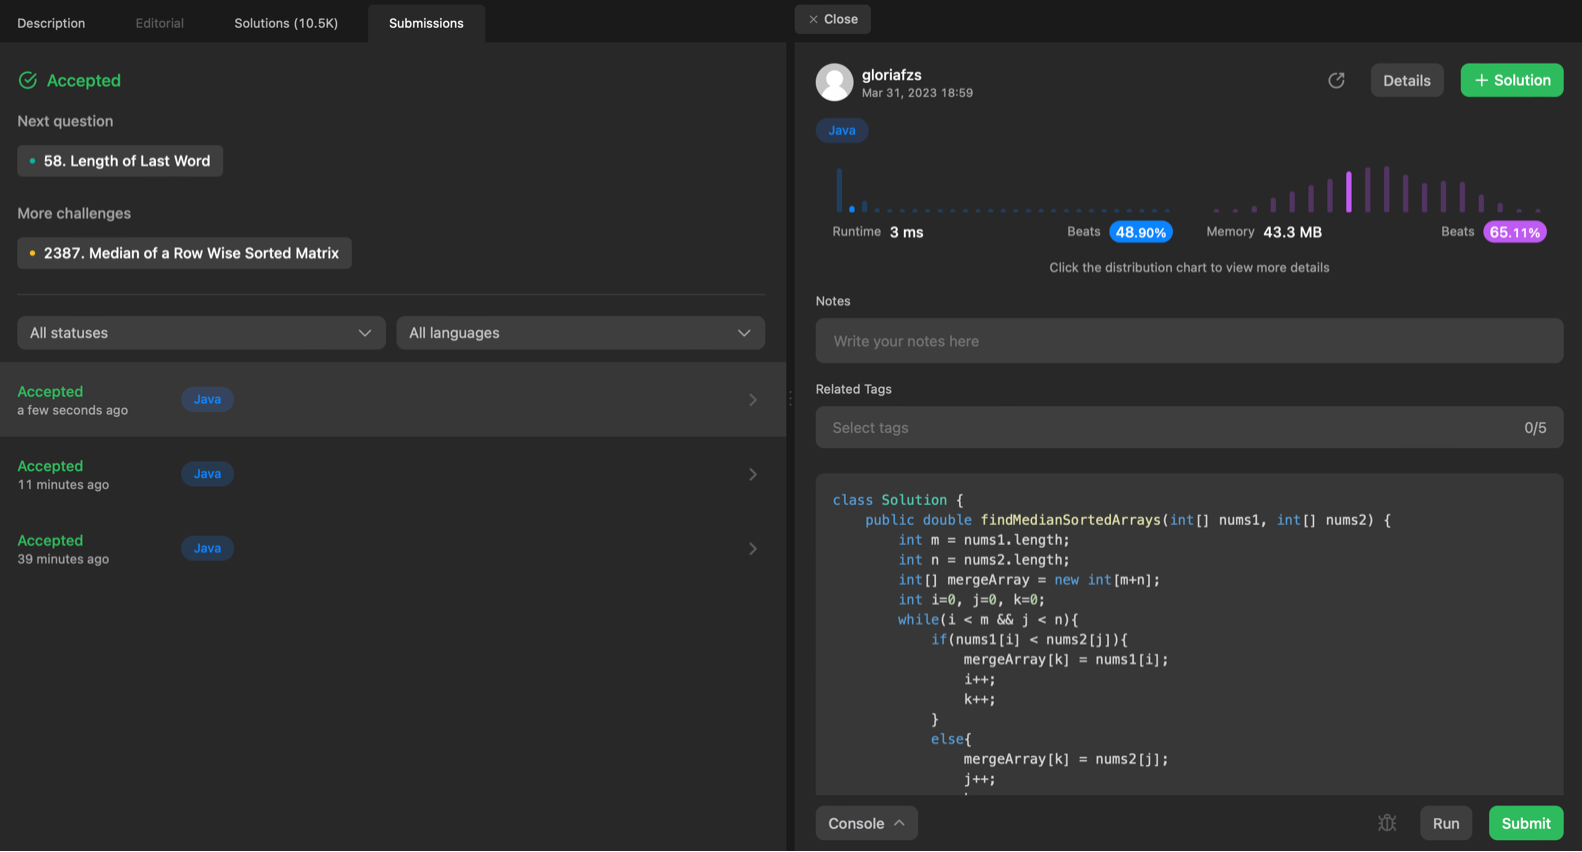 Description
Editorial
Solutions (10.5K)
Submissions
Accepted
Next question
58. Length of Last Word
More challenges
2387. Median of a Row Wise Sorted Matrix
All statuses
All languages
Accepted
a few seconds ago
Java
Accepted
11 minutes ago
Java
Accepted
39 minutes ago
Java
Close
gloriafzs
Mar 31, 2023 18:59
Details
+ Solution
Java
Runtime 3 ms
Beats 48.90%
Memory 43.3 MB
Beats 65.11%
Click the distribution chart to view more details
Notes
Write your notes here
Related Tags
Select tags
0/5
class Solution {
    public double findMedianSortedArrays(int[] nums1, int[] nums2) {
        int m = nums1.length;
        int n = nums2.length;
        int[] mergeArray = new int[m+n];
        int i=0, j=0, k=0;
        while(i < m && j < n){
            if(nums1[i] < nums2[j]){
                mergeArray[k] = nums1[i];
                i++;
                k++;
            }
            else{
                mergeArray[k] = nums2[j];
                j++;
Console
Run
Submit